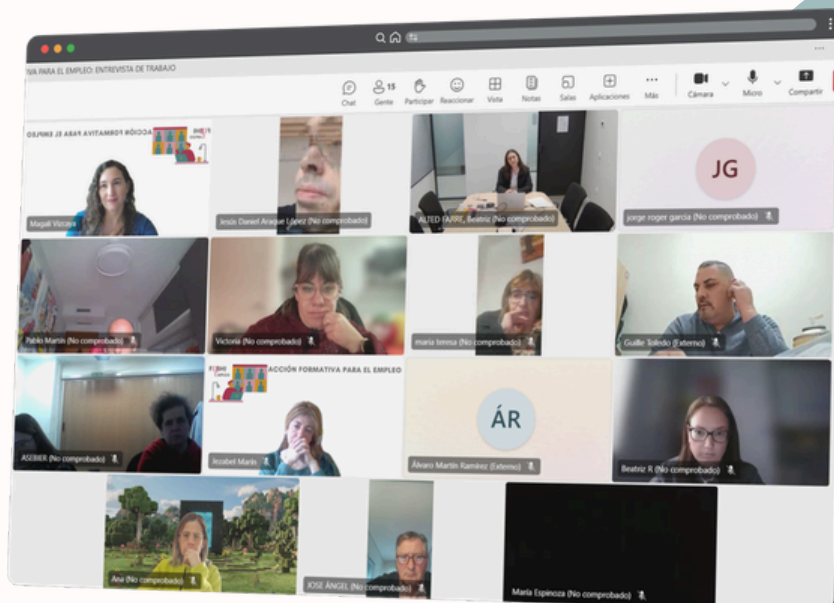 IVA PARA EL EMPLEO: ENTREVISTA DE TRABAJO
15
Chat
Gente
Participar
Reaccionar
Vista
Notas
Salas
Aplicaciones
Más
Cámara
Micro
Compartir
ACCIÓN FORMATIVA PARA EL EMPLEO
Magali Vizcaya
Jesús Daniel Araque López (No comprobado)
ALTED FARRE, Beatriz (No comprobado)
JG
jorge roger garcia (No comprobado)
Pablo Martín (No comprobado)
Victoria (No comprobado)
maria teresa (No comprobado)
Guille Toledo (Externo)
ASEBIER (No comprobado)
ACCIÓN FORMATIVA PARA EL EMPLEO
Jezabel Marín
ÁR
Álvaro Martín Ramírez (Externo)
Beatriz R (No comprobado)
Ana (No comprobado)
JOSE ÁNGEL (No comprobado)
María Espinoza (No comprobado)